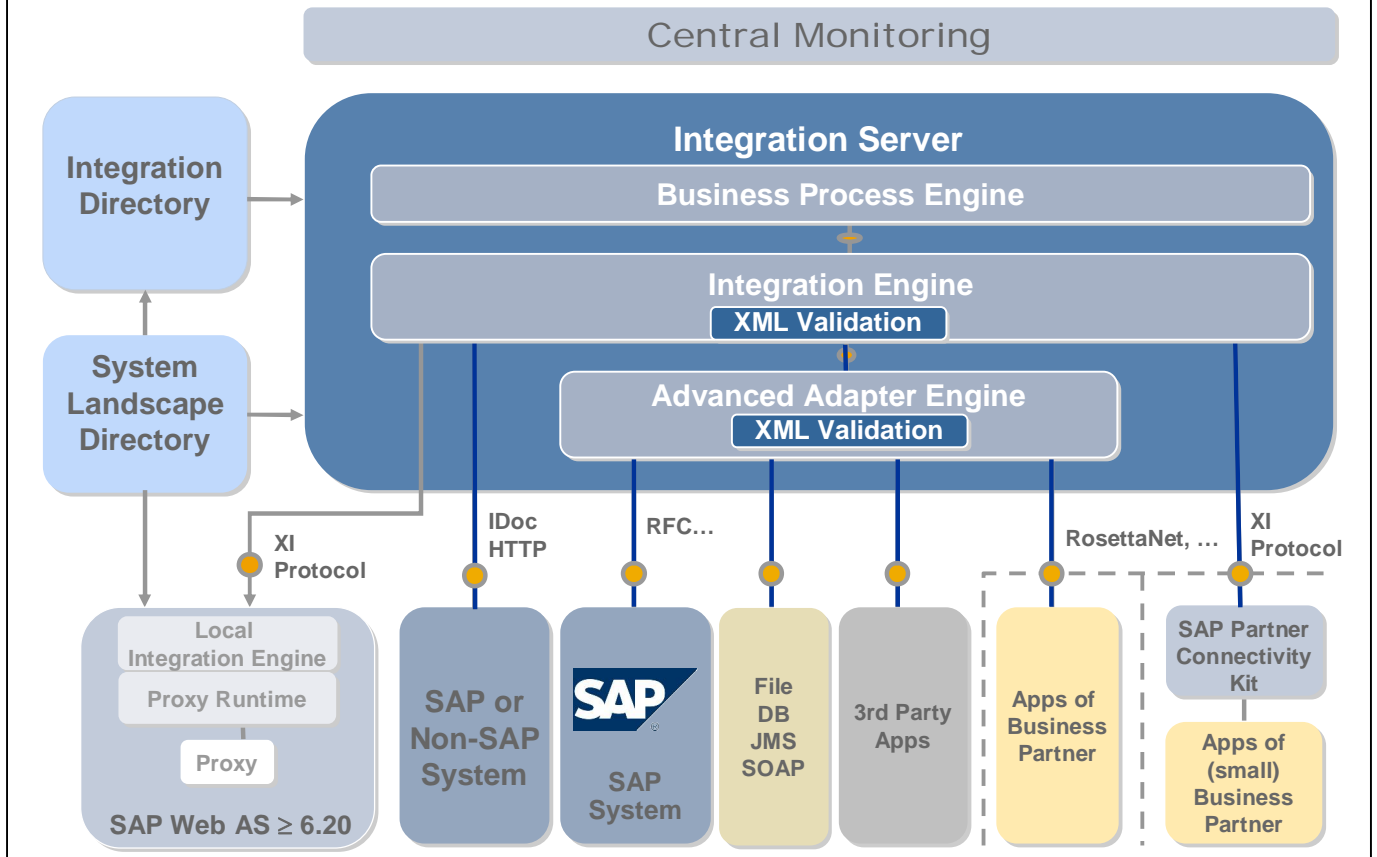 Central Monitoring
Integration
Directory
Integration Server
Business Process Engine
Integration Engine
XML Validation
System
Landscape
Directory
Advanced Adapter Engine
XML Validation
XI
Protocol
IDoc
HTTP
RFC…
RosettaNet, …
XI
Protocol
Local
Integration Engine
Proxy Runtime
Proxy
SAP Web AS ≥ 6.20
SAP or
Non-SAP
System
SAP
®
SAP
System
File
DB
JMS
SOAP
3rd Party
Apps
Apps of
Business
Partner
SAP Partner
Connectivity
Kit
Apps of
(small)
Business
Partner